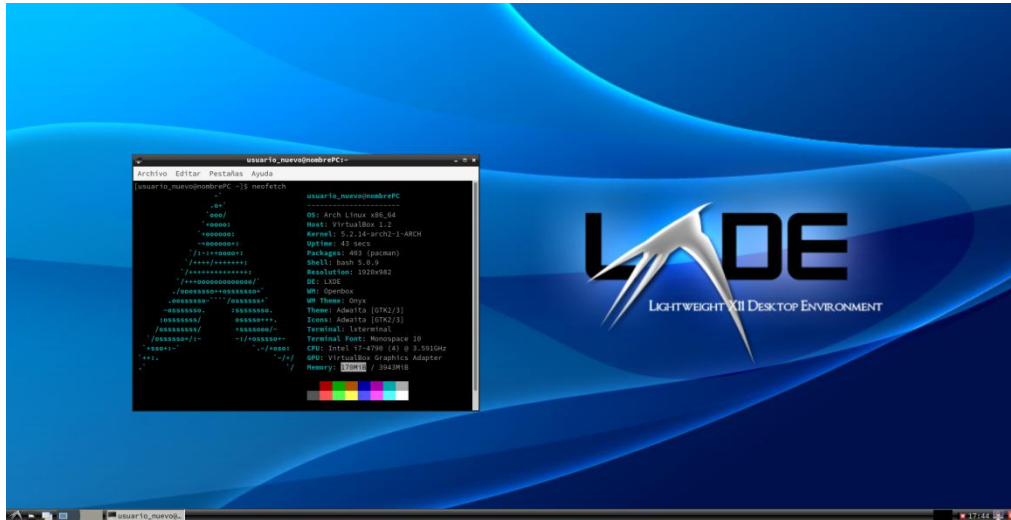 usuario_nuevo@nombrePC:~
Archivo Editar Pestañas Ayuda
[usuario_nuevo@nombrePC ~]$ neofetch
usuario_nuevo@nombrePC
----------------------
OS: Arch Linux x86_64
Host: VirtualBox 1.2
Kernel: 5.2.14-arch2-1-ARCH
Uptime: 43 secs
Packages: 403 (pacman)
Shell: bash 5.0.9
Resolution: 1920x982
DE: LXDE
WM: Openbox
WM Theme: Onyx
Theme: Adwaita [GTK2/3]
Icons: Adwaita [GTK2/3]
Terminal: lxterminal
Terminal Font: Monospace 10
CPU: Intel i7-4790 (4) @ 3.591GHz
GPU: VirtualBox Graphics Adapter
Memory: 170MiB / 3943MiB
LXDE
Lightweight X11 Desktop Environment
usuario_nuevo@...
17:44